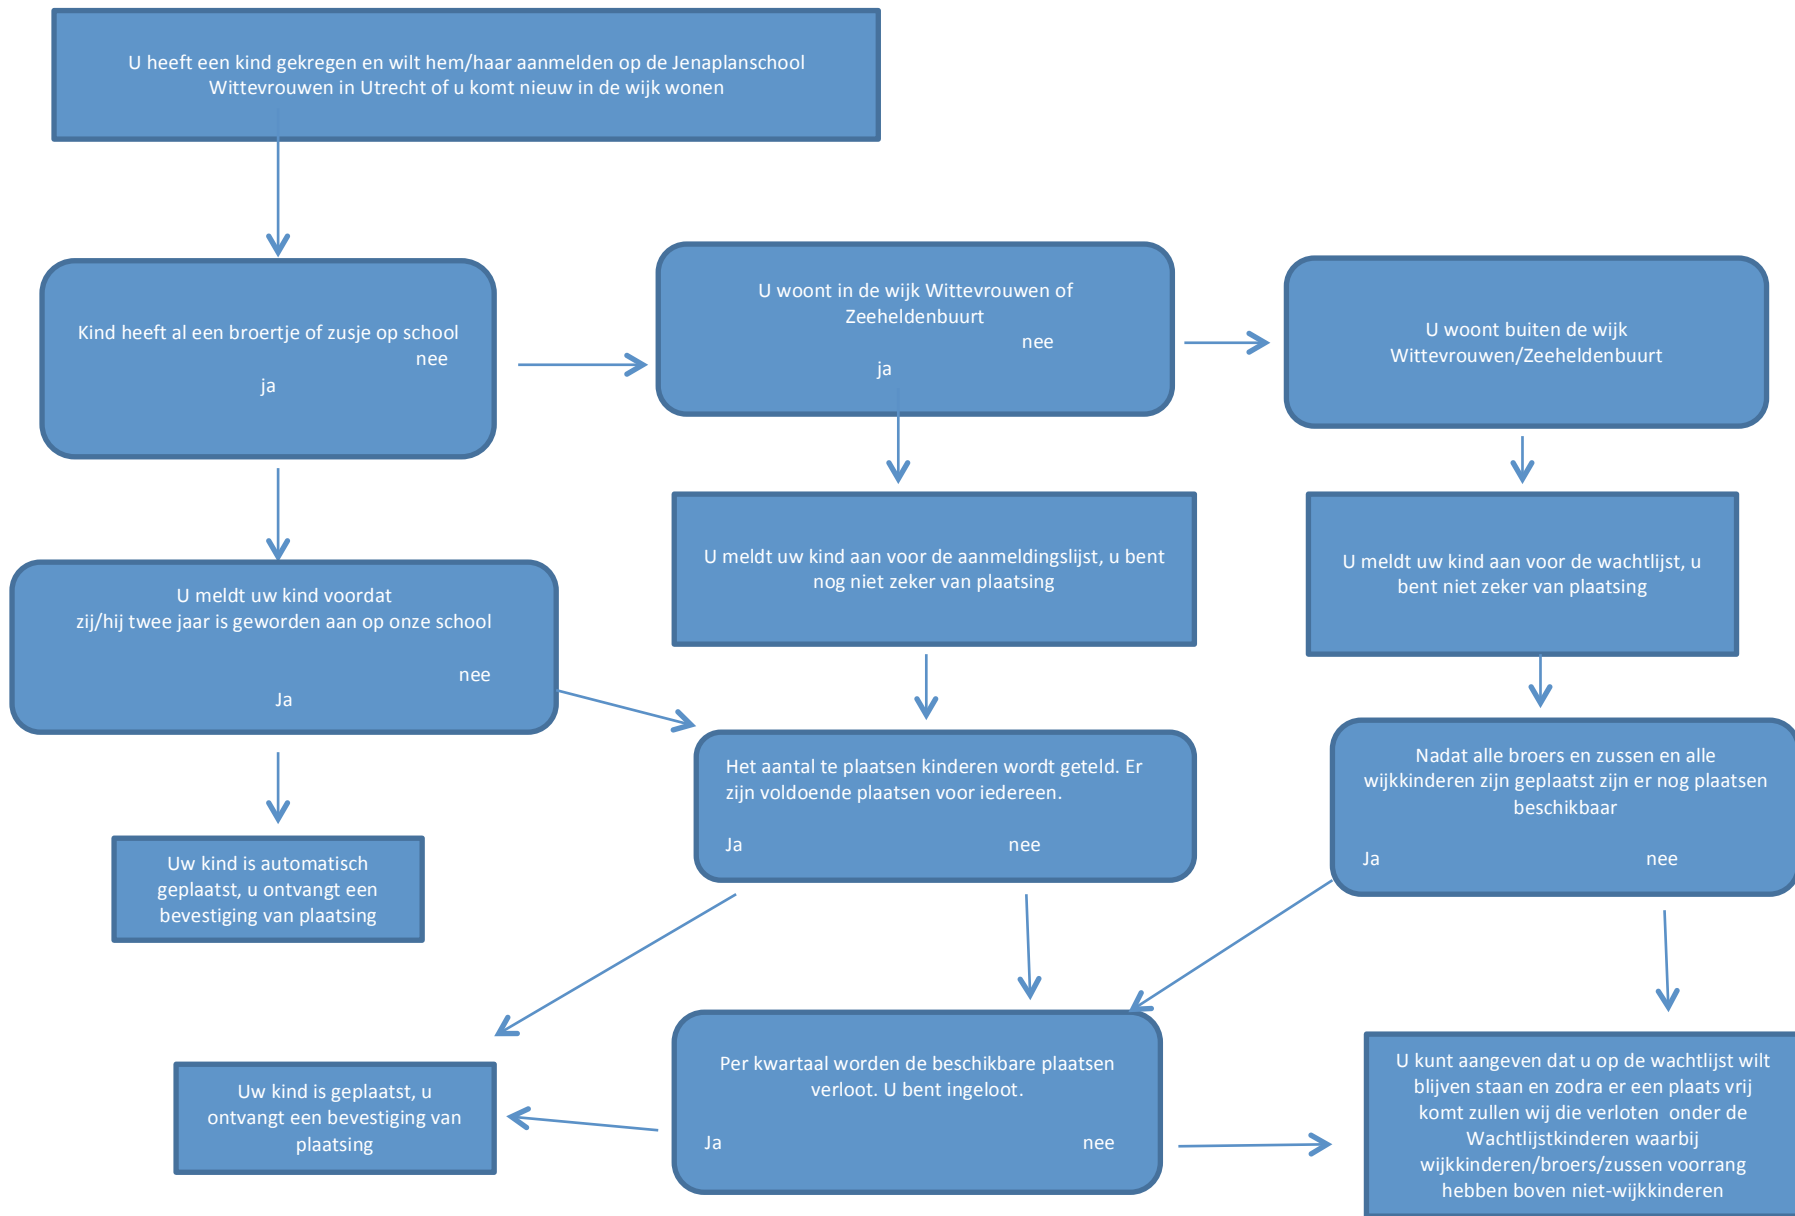 U heeft een kind gekregen en wilt hem/haar aanmelden op de Jenaplanschool
Wittevrouwen in Utrecht of u komt nieuw in de wijk wonen
Kind heeft al een broertje of zusje op school
nee
ja
U woont in de wijk Wittevrouwen of
Zeeheldenbuurt
nee
ja
U woont buiten de wijk
Wittevrouwen/Zeeheldenbuurt
U meldt uw kind voordat
zij/hij twee jaar is geworden aan op onze school
nee
Ja
U meldt uw kind aan voor de aanmeldingslijst, u bent
nog niet zeker van plaatsing
U meldt uw kind aan voor de wachtlijst, u
bent niet zeker van plaatsing
Het aantal te plaatsen kinderen wordt geteld. Er
zijn voldoende plaatsen voor iedereen.
Ja nee
Nadat alle broers en zussen en alle
wijkkinderen zijn geplaatst zijn er nog plaatsen
beschikbaar
Ja nee
Uw kind is automatisch
geplaatst, u ontvangt een
bevestiging van plaatsing
Uw kind is geplaatst, u
ontvangt een bevestiging van
plaatsing
Per kwartaal worden de beschikbare plaatsen
verloot. U bent ingeloot.
Ja nee
U kunt aangeven dat u op de wachtlijst wilt
blijven staan en zodra er een plaats vrij
komt zullen wij die verloten onder de
Wachtlijstkinderen waarbij
wijkkinderen/broers/zussen voorrang
hebben boven niet-wijkkinderen